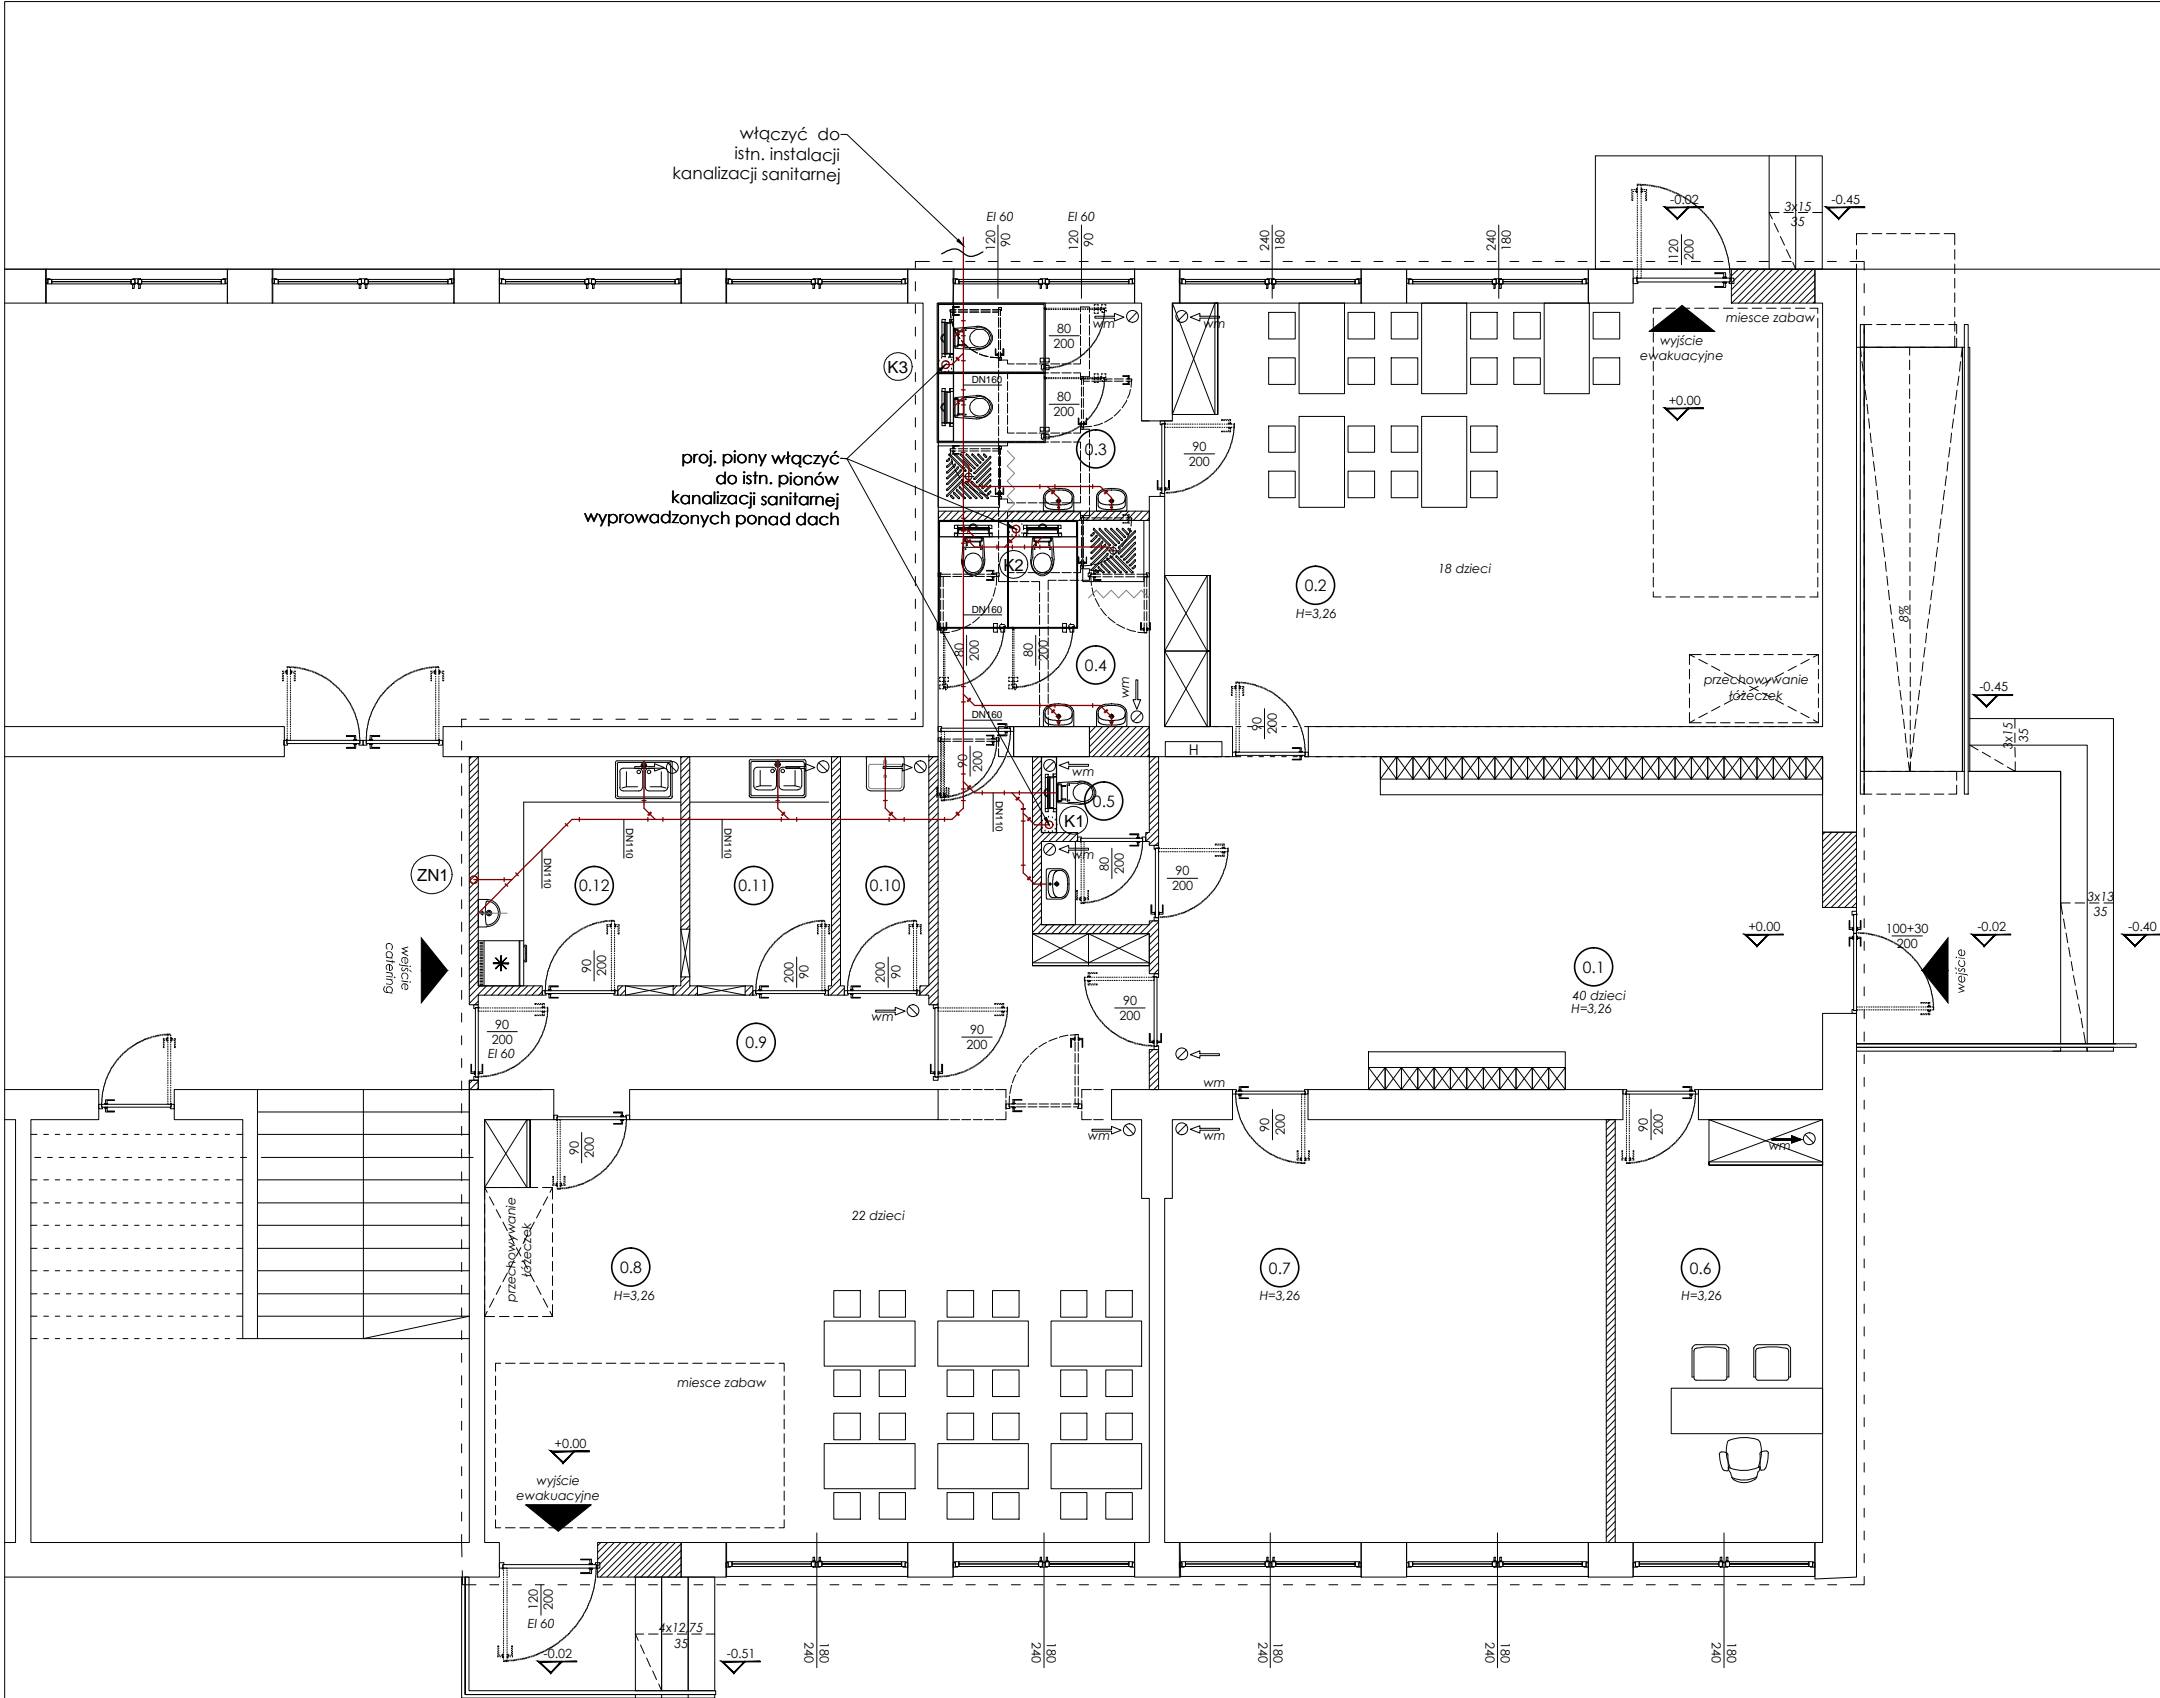 włączyć do
istn. instalacji
kanalizacji sanitarnej
EI 60
EI 60
120
90
120
90
240
180
240
180
1120
200
-0.02
3x15
35
-0.45
miesce zabaw
wyjście
ewakuacyjne
+0.00
wm
wm
80
200
K3
DN160
80
200
0.3
90
200
proj. piony włączyć
do istn. pionów
kanalizacji sanitarnej
wyprowadzonych ponad dach
K2
DN160
80
200
80
200
0.4
wm
DN160
0.2
H=3,26
18 dzieci
8%
przechowywanie
łóżeczek
-0.45
3x15
35
90
200
H
90
200
wm
0.5
K1
DN110
wm
80
200
90
200
DN110
DN110
DN110
ZN1
0.12
0.11
0.10
wejście
catering
90
200
200
90
200
90
wm
90
200
EI 60
0.9
90
200
90
200
0.1
40 dzieci
H=3,26
+0.00
100+30
200
-0.02
wejście
3x13
35
-0.40
wm
wm
wm
90
200
90
200
wm
90
200
przechowywanie
łóżeczek
22 dzieci
0.8
H=3,26
0.7
H=3,26
0.6
H=3,26
miesce zabaw
+0.00
wyjście
ewakuacyjne
120
200
EI 60
-0.02
4x12,75
35
-0.51
180
240
180
240
180
240
180
240
180
240